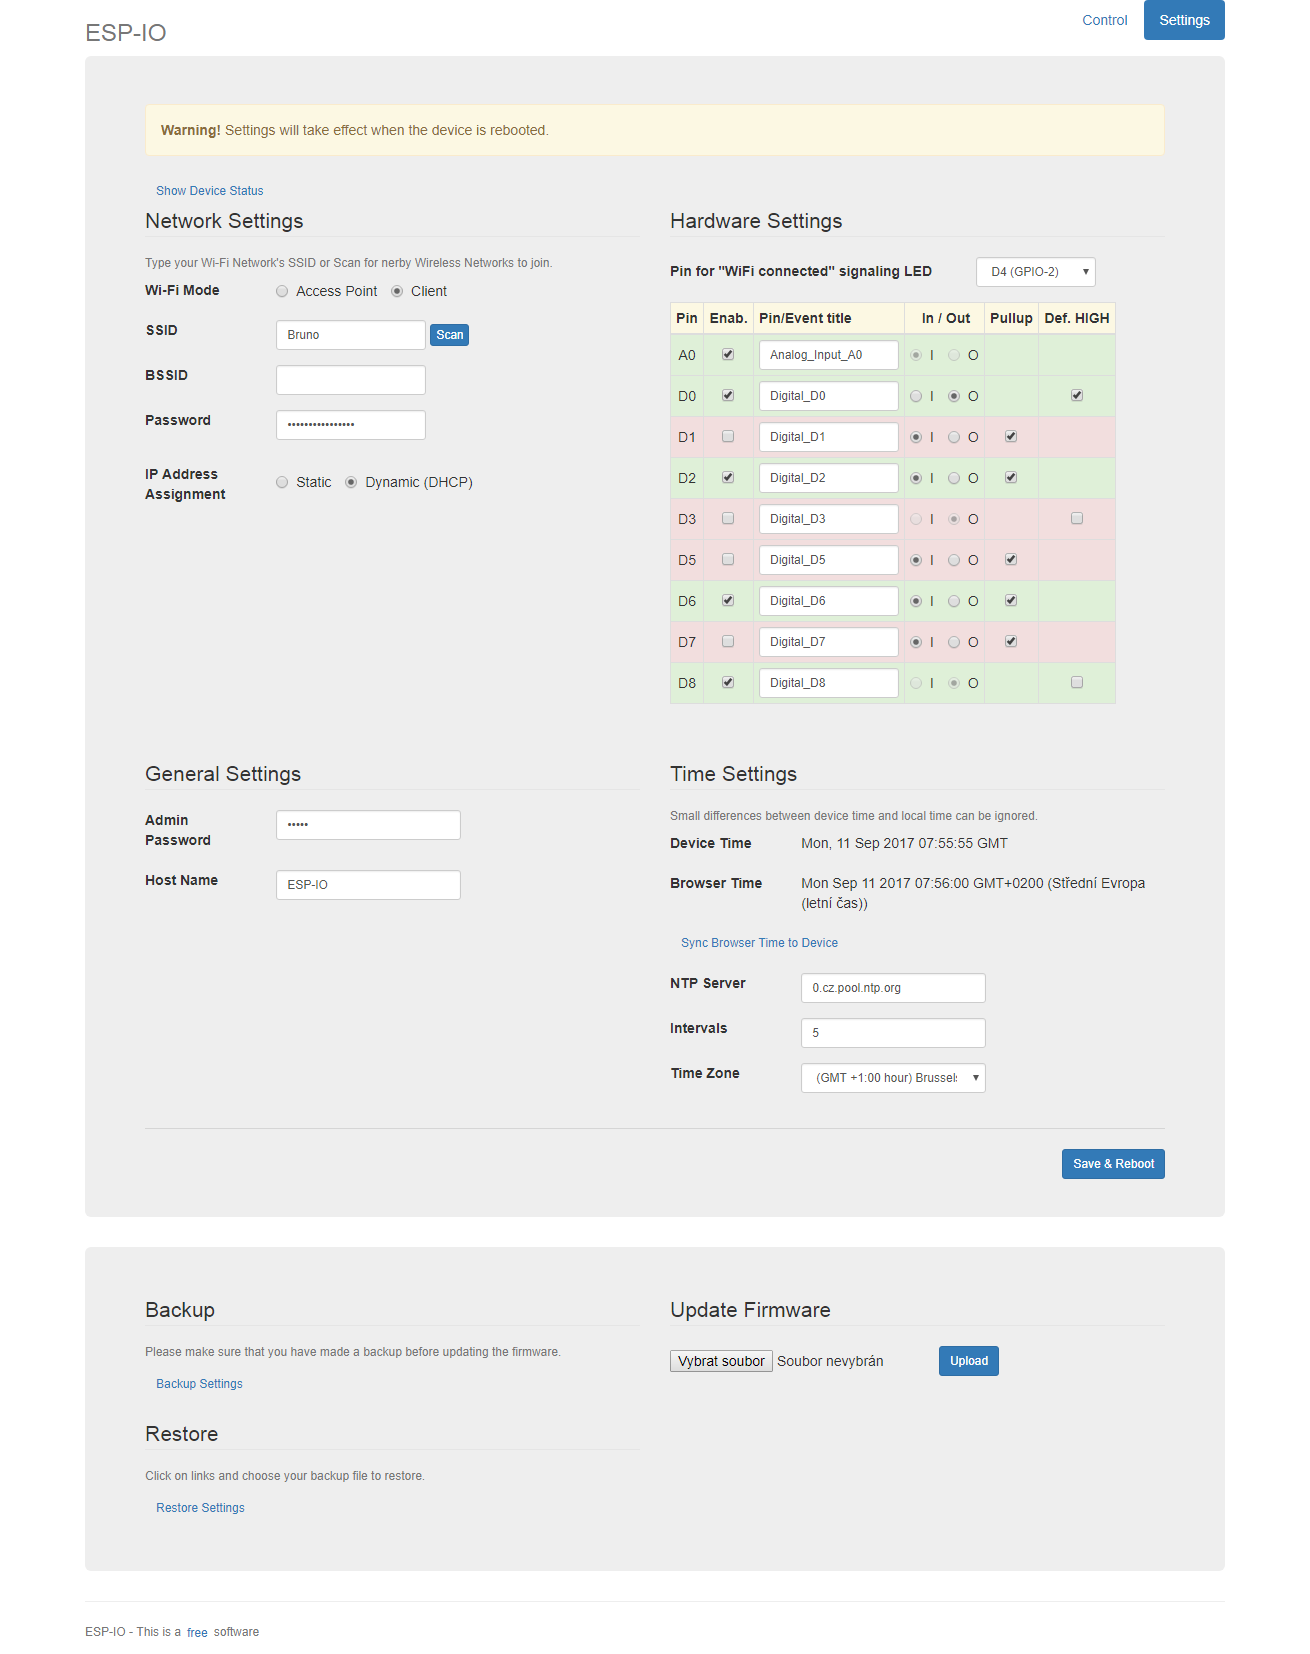 ESP-IO
Control
Settings
Warning! Settings will take effect when the device is rebooted.
Show Device Status
Network Settings
Type your Wi-Fi Network's SSID or Scan for nerby Wireless Networks to join.
Wi-Fi Mode
Access Point Client
SSID
Bruno
Scan
BSSID
Password
••••••••••••••••
IP Address
Assignment
Static Dynamic (DHCP)
Hardware Settings
Pin for "WiFi connected" signaling LED
D4 (GPIO-2)
Pin Enab. Pin/Event title In / Out Pullup Def. HIGH
A0 Analog_Input_A0 I O
D0 Digital_D0 I O
D1 Digital_D1 I O
D2 Digital_D2 I O
D3 Digital_D3 I O
D5 Digital_D5 I O
D6 Digital_D6 I O
D7 Digital_D7 I O
D8 Digital_D8 I O
General Settings
Admin
Password
•••••
Host Name
ESP-IO
Time Settings
Small differences between device time and local time can be ignored.
Device Time
Mon, 11 Sep 2017 07:55:55 GMT
Browser Time
Mon Sep 11 2017 07:56:00 GMT+0200 (Střední Evropa
(letní čas))
Sync Browser Time to Device
NTP Server
0.cz.pool.ntp.org
Intervals
5
Time Zone
(GMT +1:00 hour) Brussel
Save & Reboot
Backup
Please make sure that you have made a backup before updating the firmware.
Backup Settings
Restore
Click on links and choose your backup file to restore.
Restore Settings
Update Firmware
Vybrat soubor Soubor nevybrán
Upload
ESP-IO - This is a free software